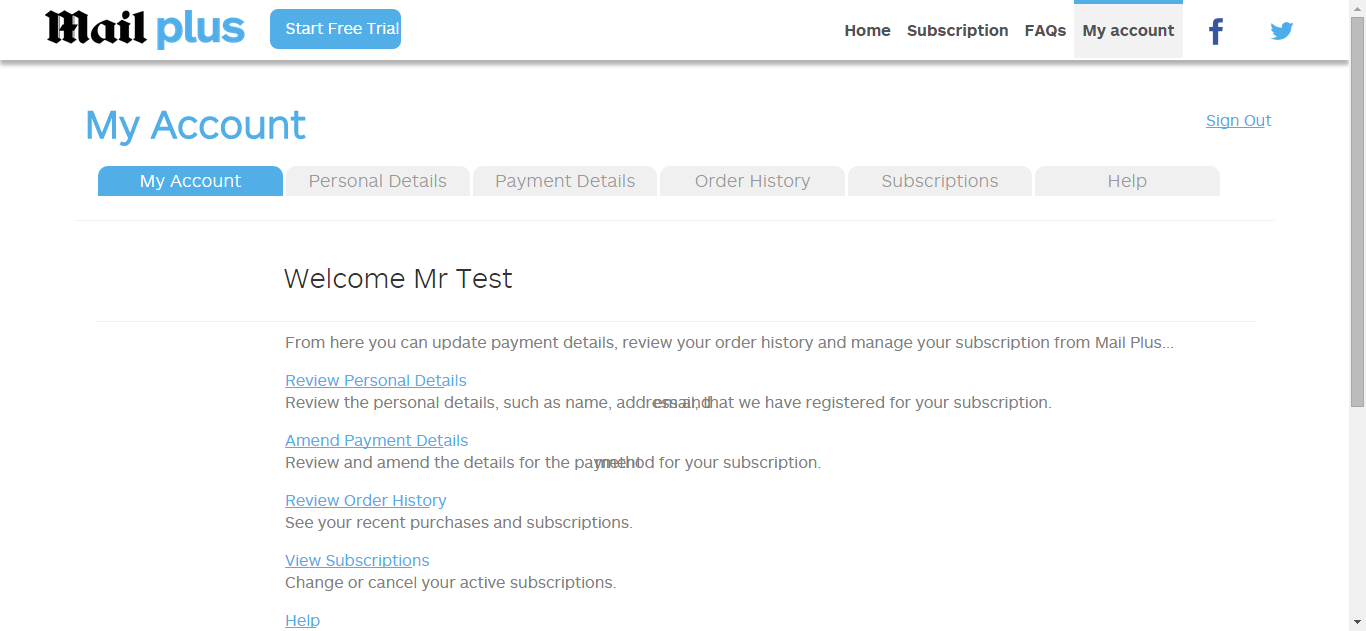 Mail plus
Start Free Trial
Home Subscription FAQs My account
My Account
Sign Out
My Account Personal Details Payment Details Order History Subscriptions Help
Welcome Mr Test
From here you can update payment details, review your order history and manage your subscription from Mail Plus...
Review Personal Details
Review the personal details, such as name, address and email, that we have registered for your subscription.
Amend Payment Details
Review and amend the details for the payment method for your subscription.
Review Order History
See your recent purchases and subscriptions.
View Subscriptions
Change or cancel your active subscriptions.
Help